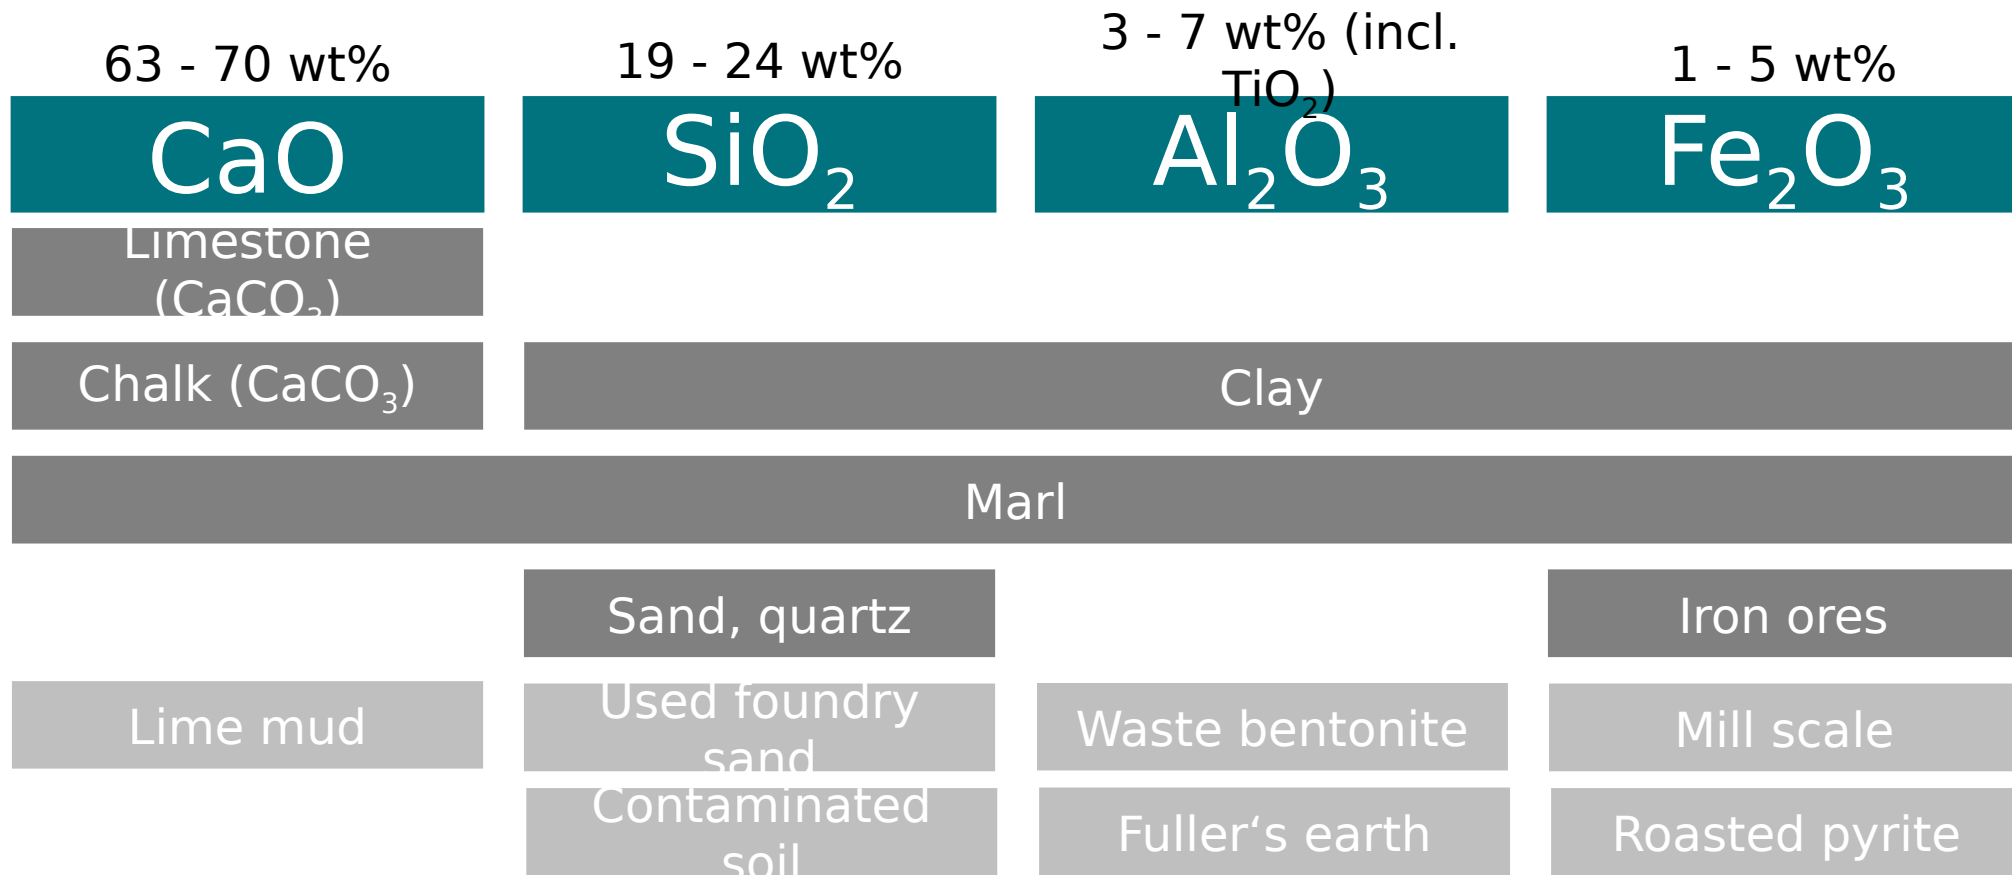 63 - 70 wt%
19 - 24 wt%
3 - 7 wt% (incl.
TiO₂)
1 - 5 wt%
CaO
SiO₂
Al₂O₃
Fe₂O₃
Limestone
(CaCO₃)
Chalk (CaCO₃)
Clay
Marl
Sand, quartz
Iron ores
Lime mud
Used foundry
sand
Waste bentonite
Mill scale
Contaminated
soil
Fuller‘s earth
Roasted pyrite